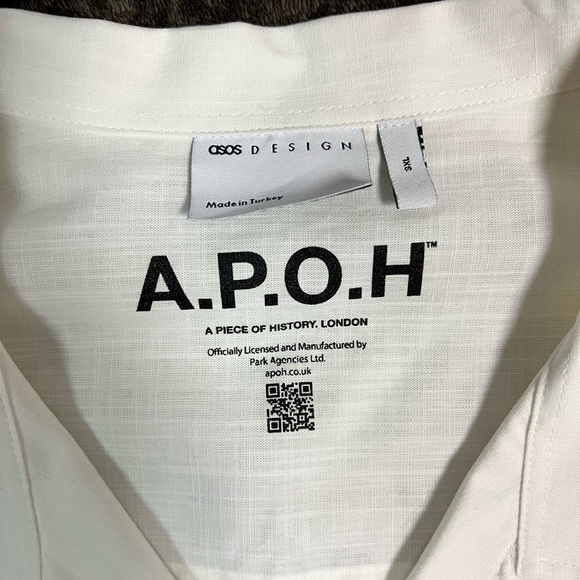 asos DESIGN
Made in Turkey
3XL
A.P.O.H™
A PIECE OF HISTORY. LONDON
Officially Licensed and Manufactured by
Park Agencies Ltd.
apoh.co.uk